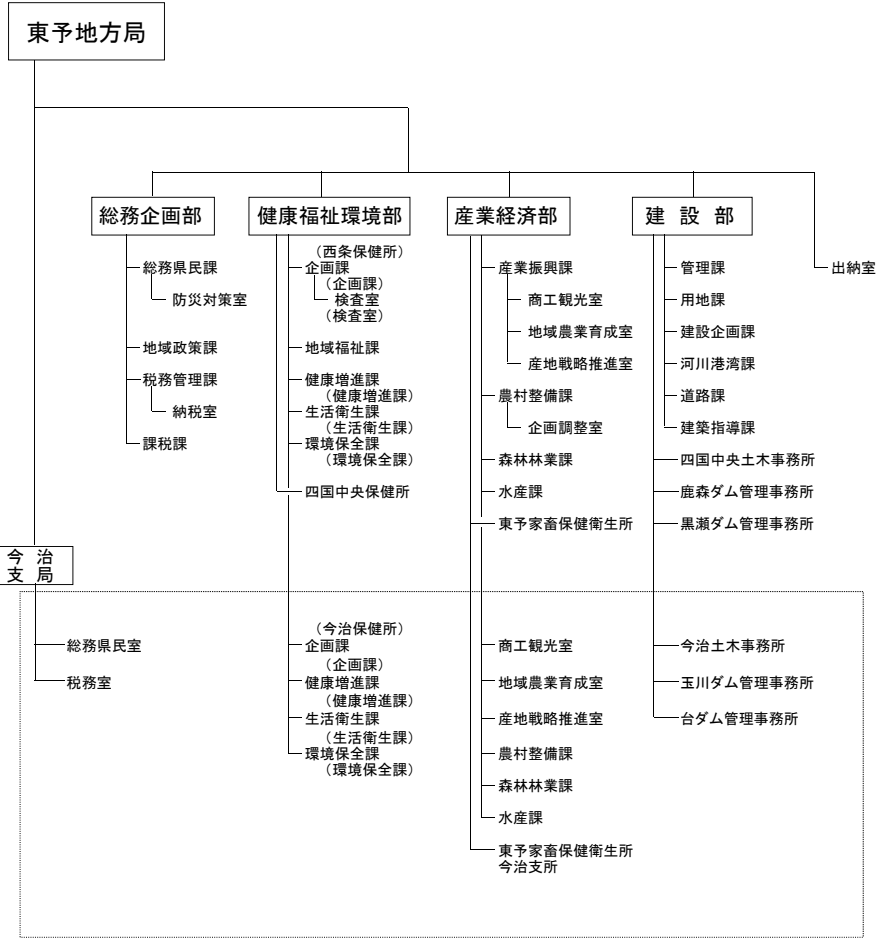 東予地方局
総務企画部
総務県民課
防災対策室
地域政策課
税務管理課
納税室
課税課
健康福祉環境部
(西条保健所)
企画課
(企画課)
検査室
(検査室)
地域福祉課
健康増進課
(健康増進課)
生活衛生課
(生活衛生課)
環境保全課
(環境保全課)
四国中央保健所
産業経済部
産業振興課
商工観光室
地域農業育成室
産地戦略推進室
農村整備課
企画調整室
森林林業課
水産課
東予家畜保健衛生所
建設部
管理課
用地課
建設企画課
河川港湾課
道路課
建築指導課
四国中央土木事務所
鹿森ダム管理事務所
黒瀬ダム管理事務所
出納室
今治
支局
総務県民室
税務室
(今治保健所)
企画課
(企画課)
健康増進課
(健康増進課)
生活衛生課
(生活衛生課)
環境保全課
(環境保全課)
商工観光室
地域農業育成室
産地戦略推進室
農村整備課
森林林業課
水産課
東予家畜保健衛生所
今治支所
今治土木事務所
玉川ダム管理事務所
台ダム管理事務所